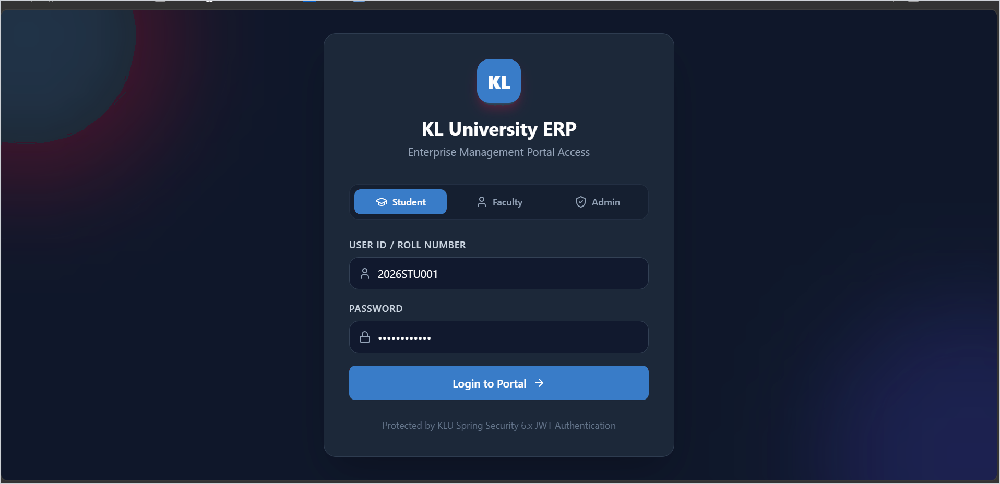 KL
KL University ERP
Enterprise Management Portal Access
Student Faculty Admin
USER ID / ROLL NUMBER
2026STU001
PASSWORD
••••••••••••
Login to Portal →
Protected by KLU Spring Security 6.x JWT Authentication